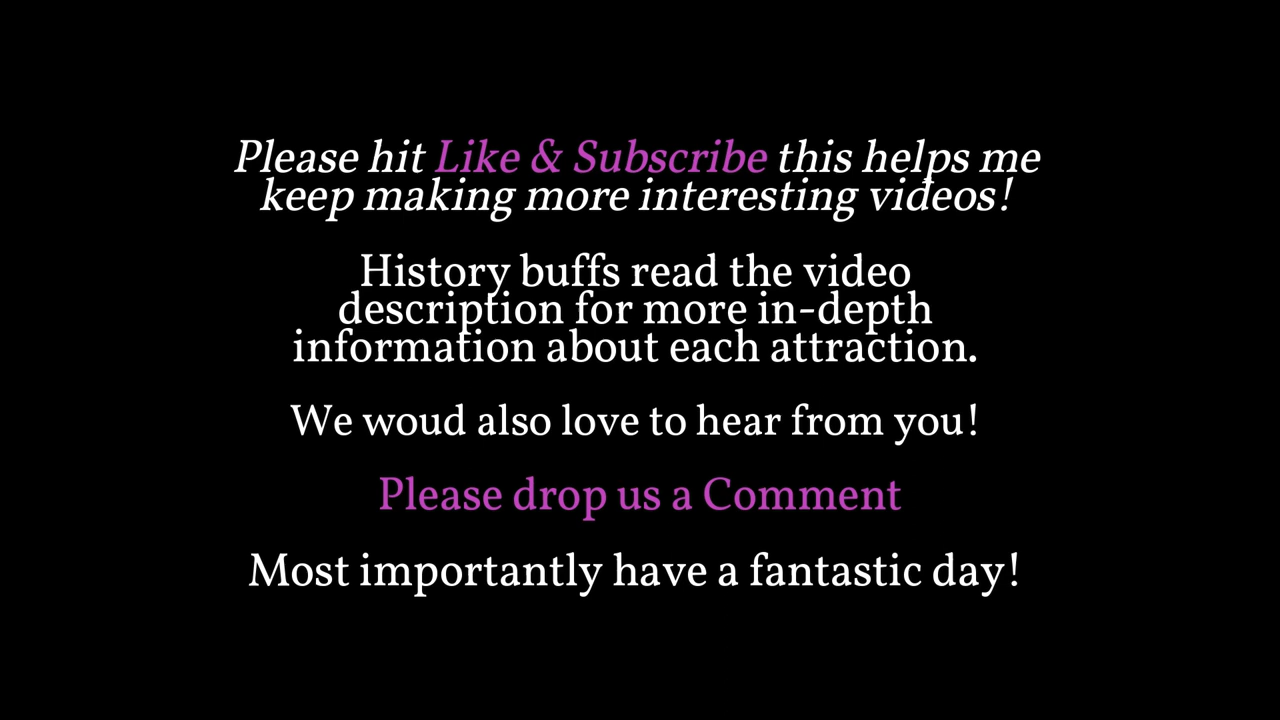 Please hit Like & Subscribe this helps me
keep making more interesting videos!
History buffs read the video
description for more in-depth
information about each attraction.
We woud also love to hear from you!
Please drop us a Comment
Most importantly have a fantastic day!